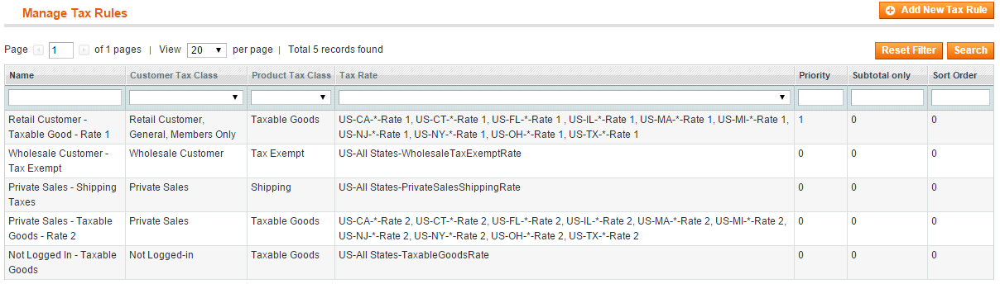 Manage Tax Rules
Add New Tax Rule
Page 1 of 1 pages | View 20 per page | Total 5 records found
Reset Filter Search
Name Customer Tax Class Product Tax Class Tax Rate Priority Subtotal only Sort Order
Retail Customer - Retail Customer, Taxable Goods US-CA-*-Rate 1, US-CT-*-Rate 1, US-FL-*-Rate 1 , US-IL-*-Rate 1, US-MA-*-Rate 1, US-MI-*-Rate 1, 1 0 0
Taxable Good - Rate 1 General, Members Only US-NJ-*-Rate 1, US-NY-*-Rate 1, US-OH-*-Rate 1, US-TX-*-Rate 1
Wholesale Customer - Wholesale Customer Tax Exempt US-All States-WholesaleTaxExemptRate 0 0 0
Tax Exempt
Private Sales - Shipping Private Sales Shipping US-All States-PrivateSalesShippingRate 0 0 0
Taxes
Private Sales - Taxable Private Sales Taxable Goods US-CA-*-Rate 2, US-CT-*-Rate 2, US-FL-*-Rate 2, US-IL-*-Rate 2, US-MA-*-Rate 2, US-MI-*-Rate 2, 0 0 0
Goods - Rate 2 US-NJ-*-Rate 2, US-NY-*-Rate 2, US-OH-*-Rate 2, US-TX-*-Rate 2
Not Logged In - Taxable Not Logged-in Taxable Goods US-All States-TaxableGoodsRate 0 0 0
Goods